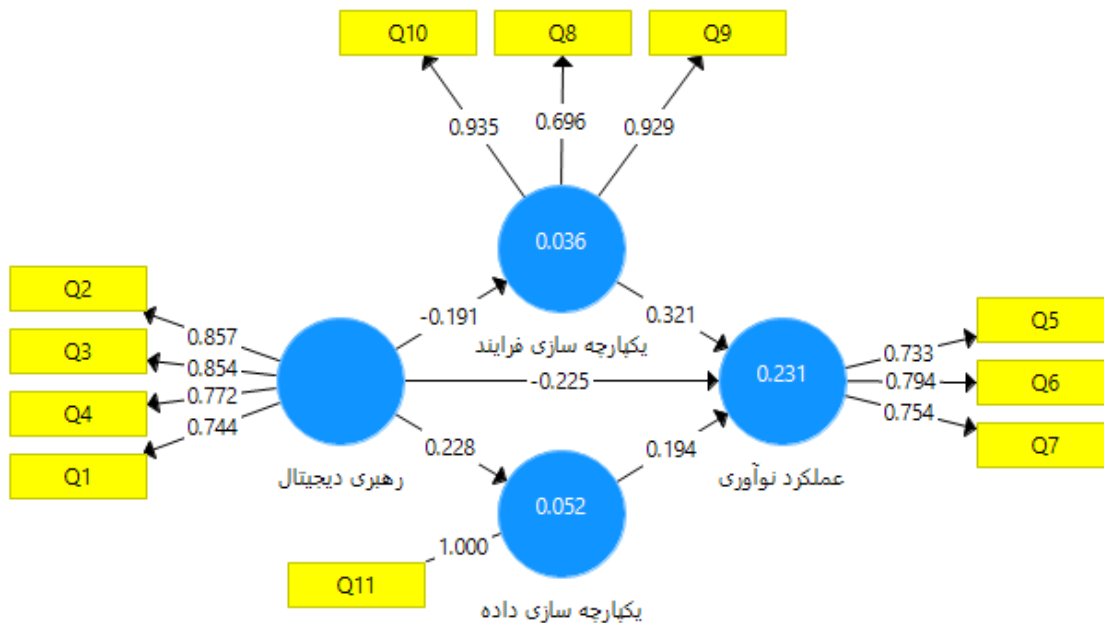 Q10
Q8
Q9
0.935
0.696
0.929
0.036
Q2
Q3
Q4
Q1
0.857
0.854
0.772
0.744
-0.191
یکپارچه سازی فرایند
0.321
-0.225
0.231
Q5
Q6
Q7
0.733
0.794
0.754
رهبری دیجیتال
0.228
0.194
عملکرد نوآوری
0.052
1.000
Q11
یکپارچه سازی داده